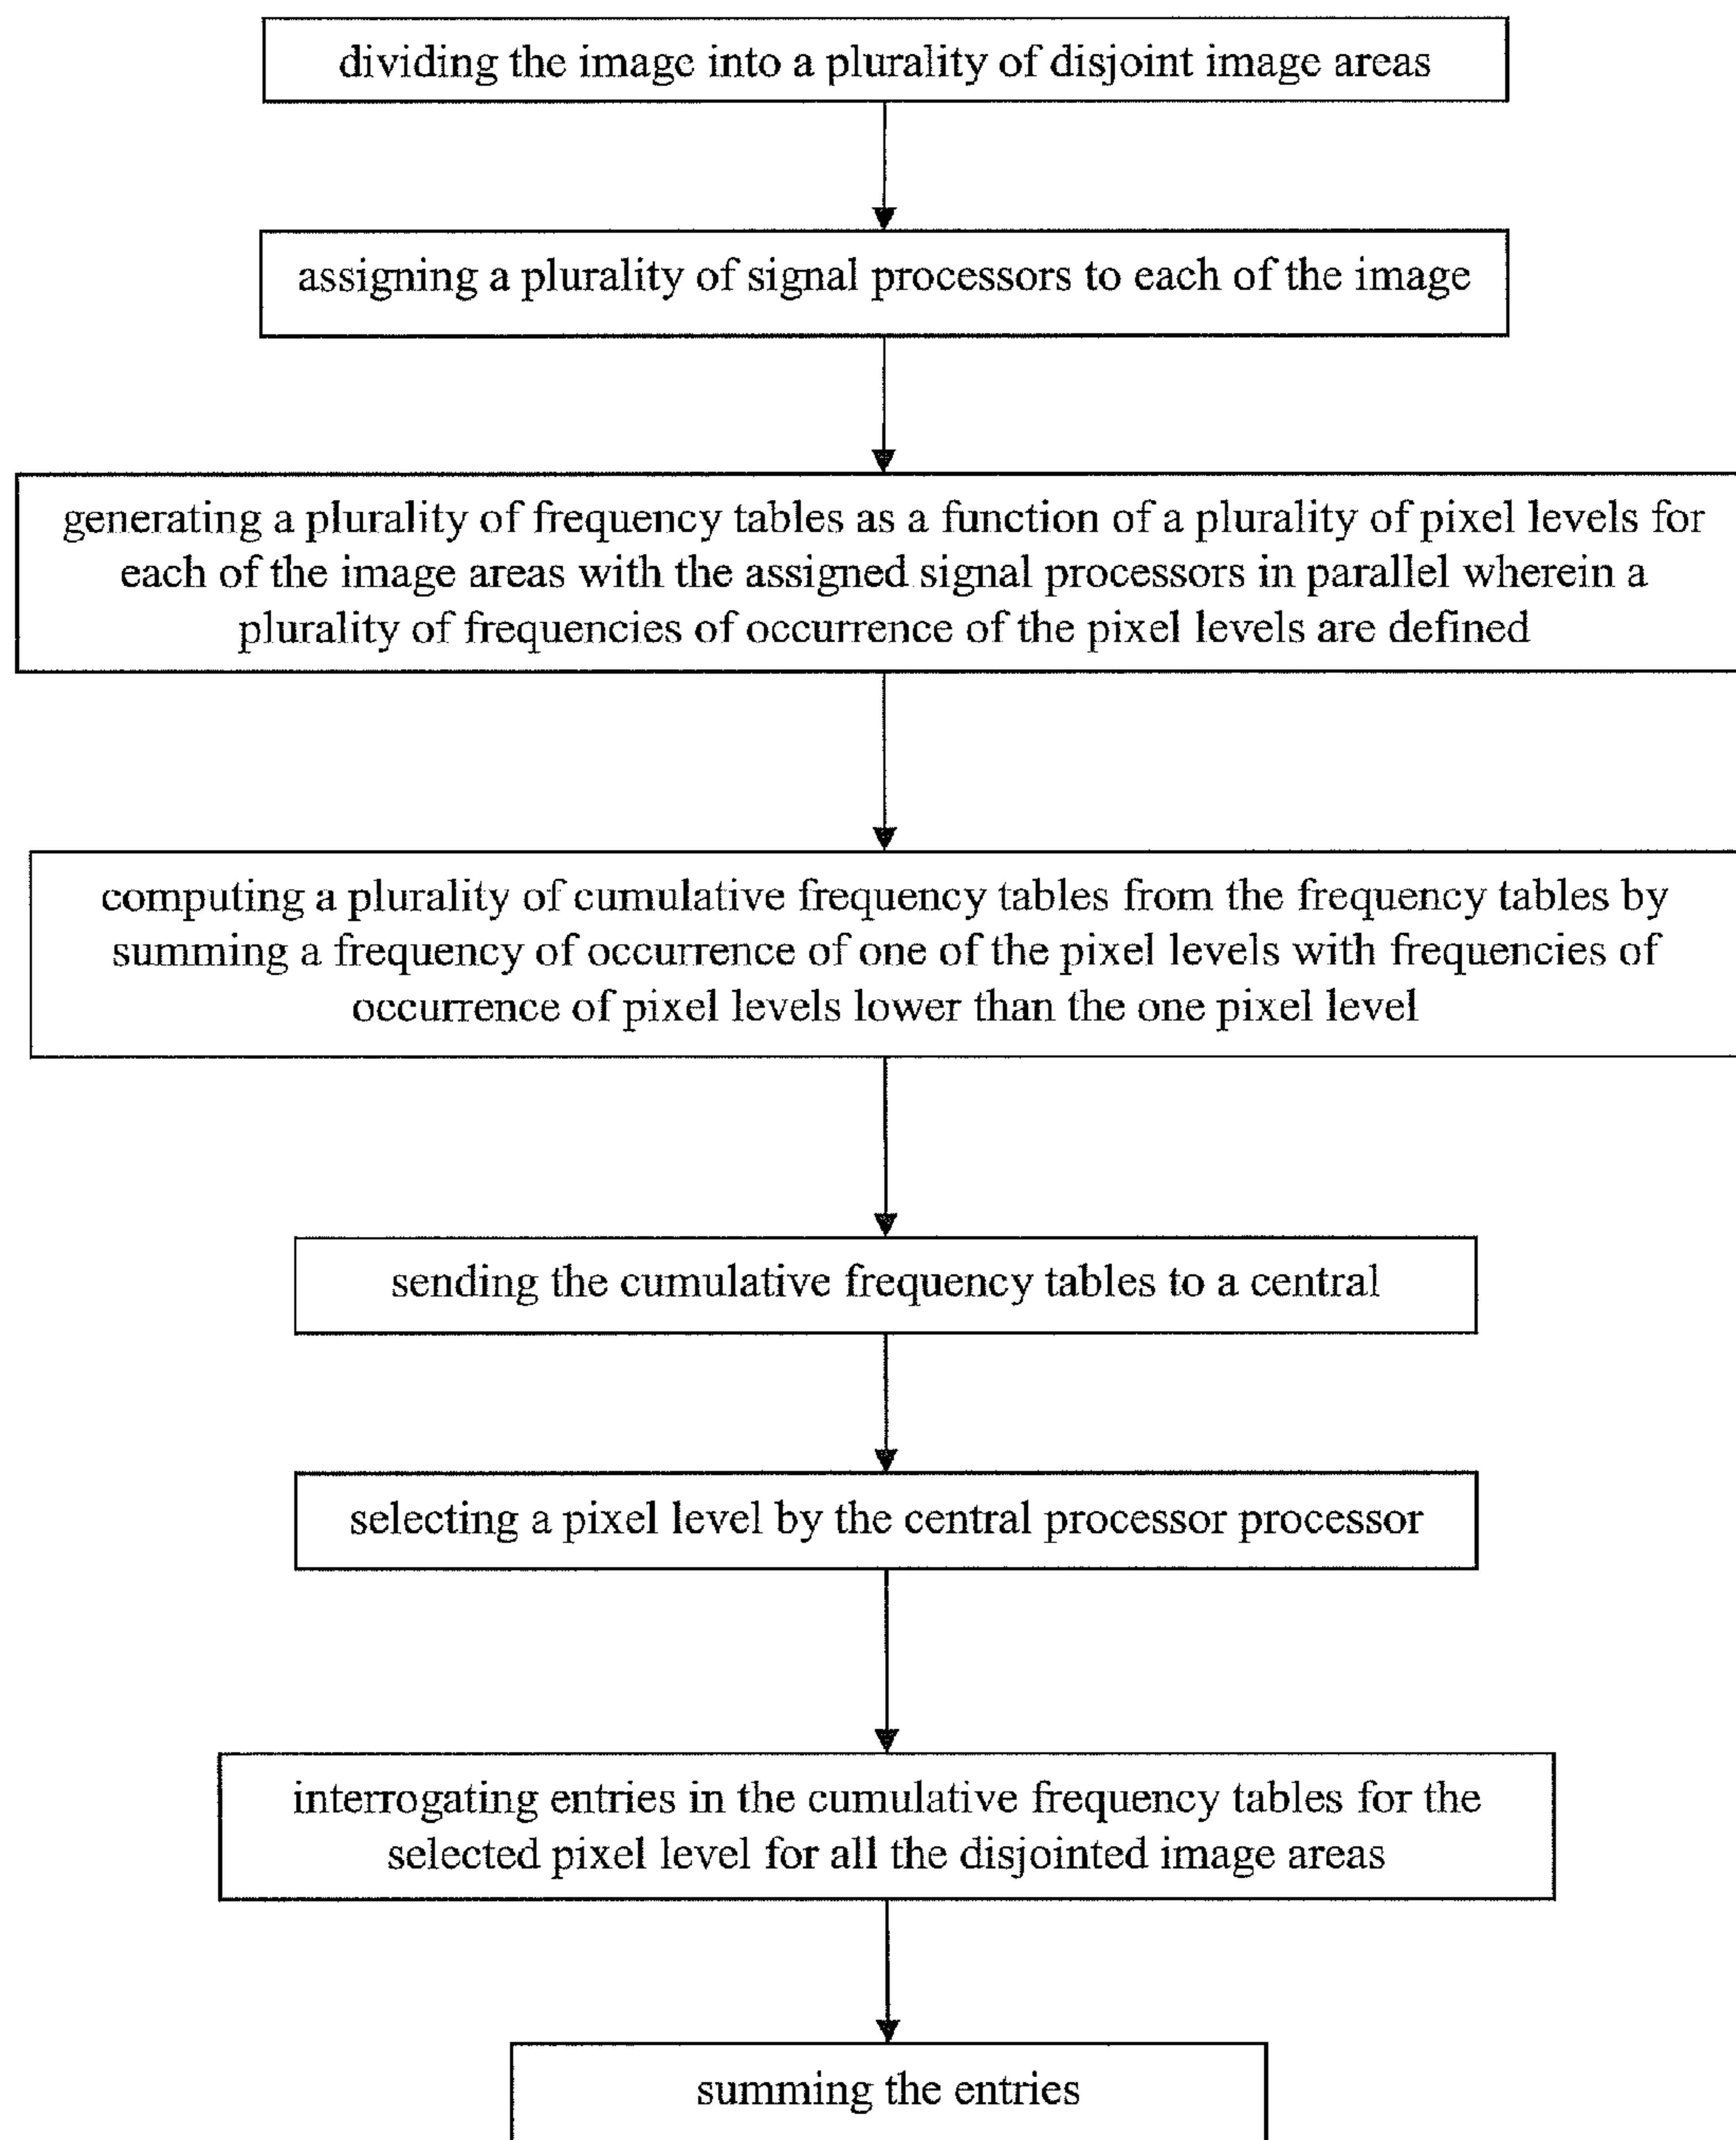 dividing the image into a plurality of disjoint image areas
assigning a plurality of signal processors to each of the image
generating a plurality of frequency tables as a function of a plurality of pixel levels for
each of the image areas with the assigned signal processors in parallel wherein a
plurality of frequencies of occurrence of the pixel levels are defined
computing a plurality of cumulative frequency tables from the frequency tables by
summing a frequency of occurrence of one of the pixel levels with frequencies of
occurrence of pixel levels lower than the one pixel level
sending the cumulative frequency tables to a central
selecting a pixel level by the central processor processor
interrogating entries in the cumulative frequency tables for the
selected pixel level for all the disjointed image areas
summing the entries